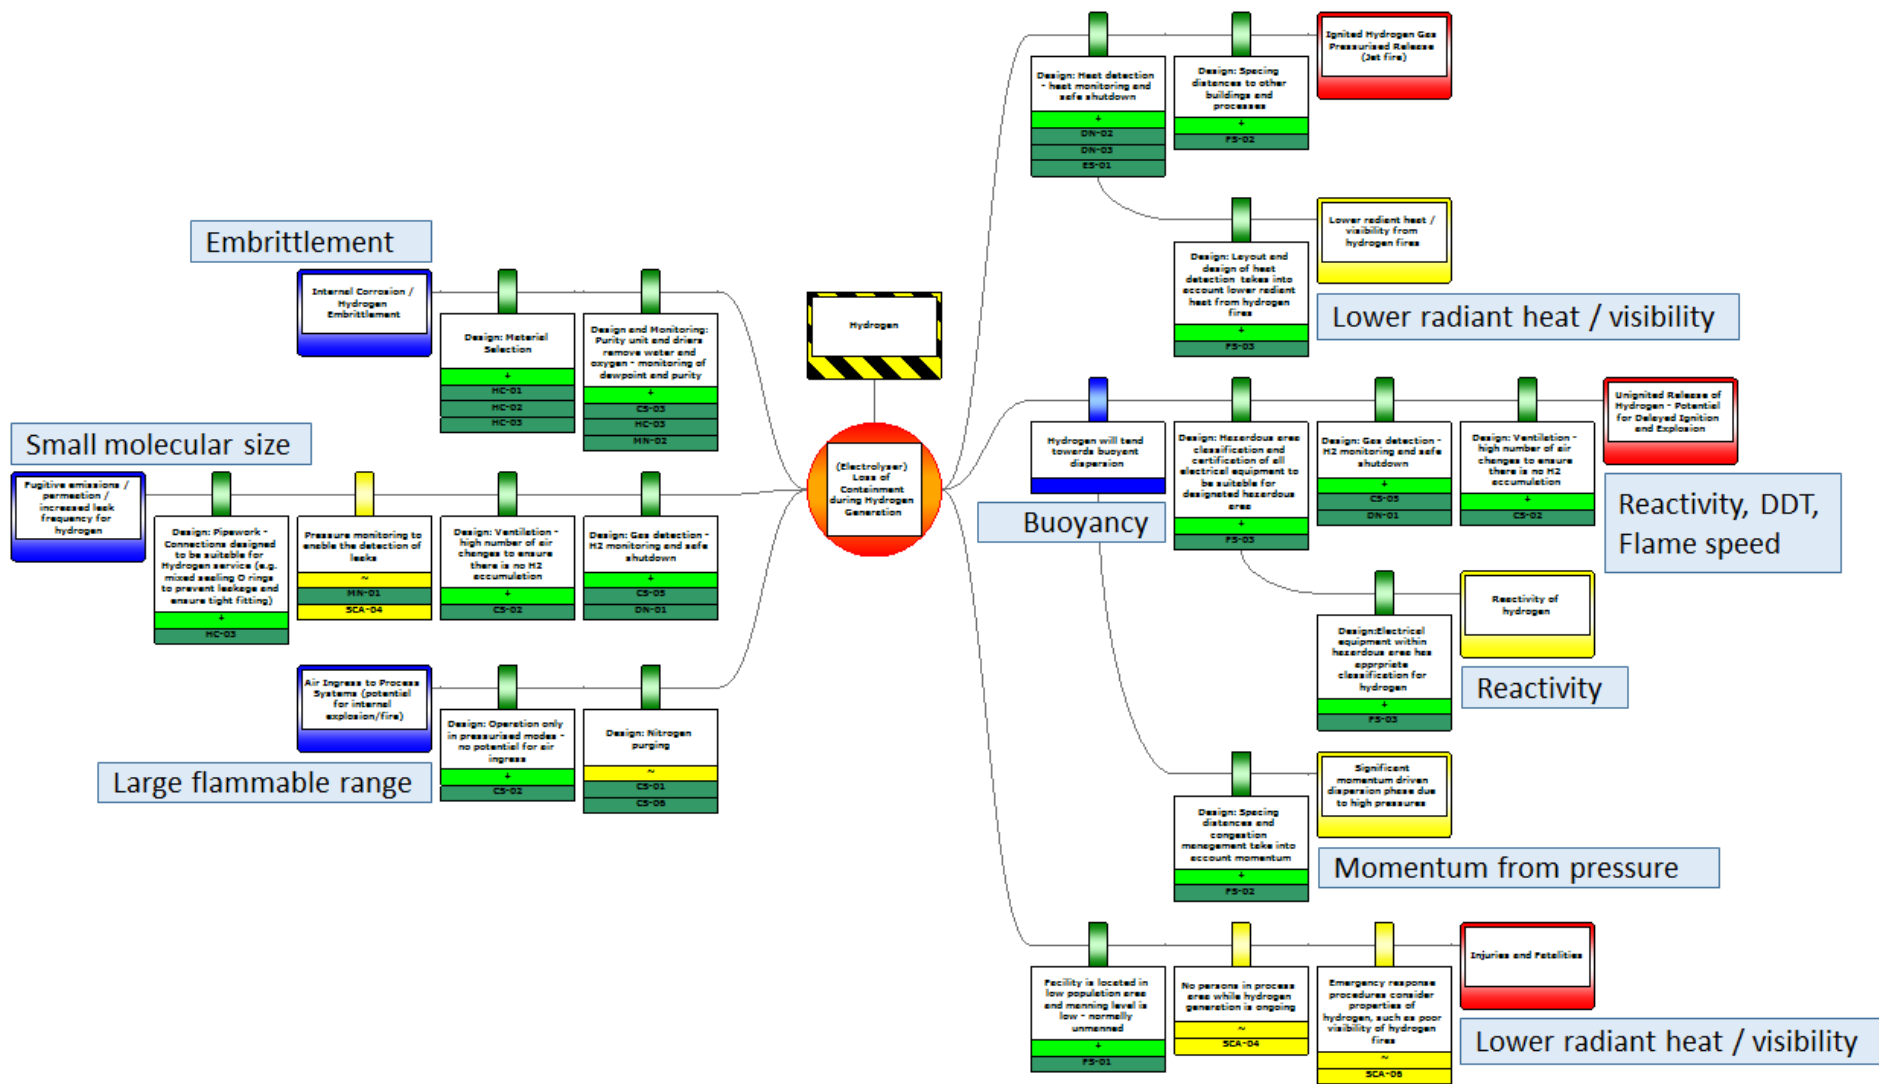 Embrittlement
Internal Corrosion /
Hydrogen
Embrittlement
Design: Material
Selection
+
HC-01
HC-02
HC-03
Design and Monitoring:
Purity unit and driers
remove water and
oxygen - monitoring of
dewpoint and purity
+
CS-03
HC-03
MN-02
Small molecular size
Fugitive emissions /
permeation /
increased leak
frequency for
hydrogen
Design: Pipework -
Connections designed
to be suitable for
Hydrogen service (e.g.
mixed sealing O rings
to prevent leakage and
ensure tight fitting)
+
HC-03
Pressure monitoring to
enable the detection of
leaks
~
MN-01
SCA-04
Design: Ventilation -
high number of air
changes to ensure
there is no H2
accumulation
+
CS-02
Design: Gas detection -
H2 monitoring and safe
shutdown
+
CS-05
DN-01
Air Ingress to Process
Systems (potential
for internal
explosion/fire)
Large flammable range
Design: Operation only
in pressurised modes -
no potential for air
ingress
+
CS-02
Design: Nitrogen
purging
~
CS-01
CS-06
Hydrogen
(Electrolyser)
Loss of
Containment
during Hydrogen
Generation
Design: Heat detection
- heat monitoring and
safe shutdown
+
DN-02
DN-03
ES-01
Design: Spacing
distances to other
buildings and
processes
+
PS-02
Ignited Hydrogen Gas
Pressurised Release
(Jet fire)
Design: Layout and
design of heat
detection takes into
account lower radiant
heat from hydrogen
fires
+
PS-03
Lower radiant heat /
visibility from
hydrogen fires
Lower radiant heat / visibility
Hydrogen will tend
towards buoyant
dispersion
Buoyancy
Design: Hazardous area
classification and
certification of all
electrical equipment to
be suitable for
designated hazardous
area
+
PS-03
Design: Gas detection -
H2 monitoring and safe
shutdown
+
CS-05
DN-01
Design: Ventilation -
high number of air
changes to ensure
there is no H2
accumulation
+
CS-02
Unignited Release of
Hydrogen - Potential
for Delayed Ignition
and Explosion
Reactivity, DDT,
Flame speed
Design:Electrical
equipment within
hazardous area has
apprpriate
classification for
hydrogen
+
PS-03
Reactivity of
hydrogen
Reactivity
Design: Spacing
distances and
congestion
management take into
account momentum
+
PS-02
Significant
momentum driven
dispersion phase due
to high pressures
Momentum from pressure
Facility is located in
low population area
and manning level is
low - normally
unmanned
+
PS-01
No persons in process
area while hydrogen
generation is ongoing
~
SCA-04
Emergency response
procedures consider
properties of
hydrogen, such as poor
visibility of hydrogen
fires
~
SCA-06
Injuries and Fatalities
Lower radiant heat / visibility